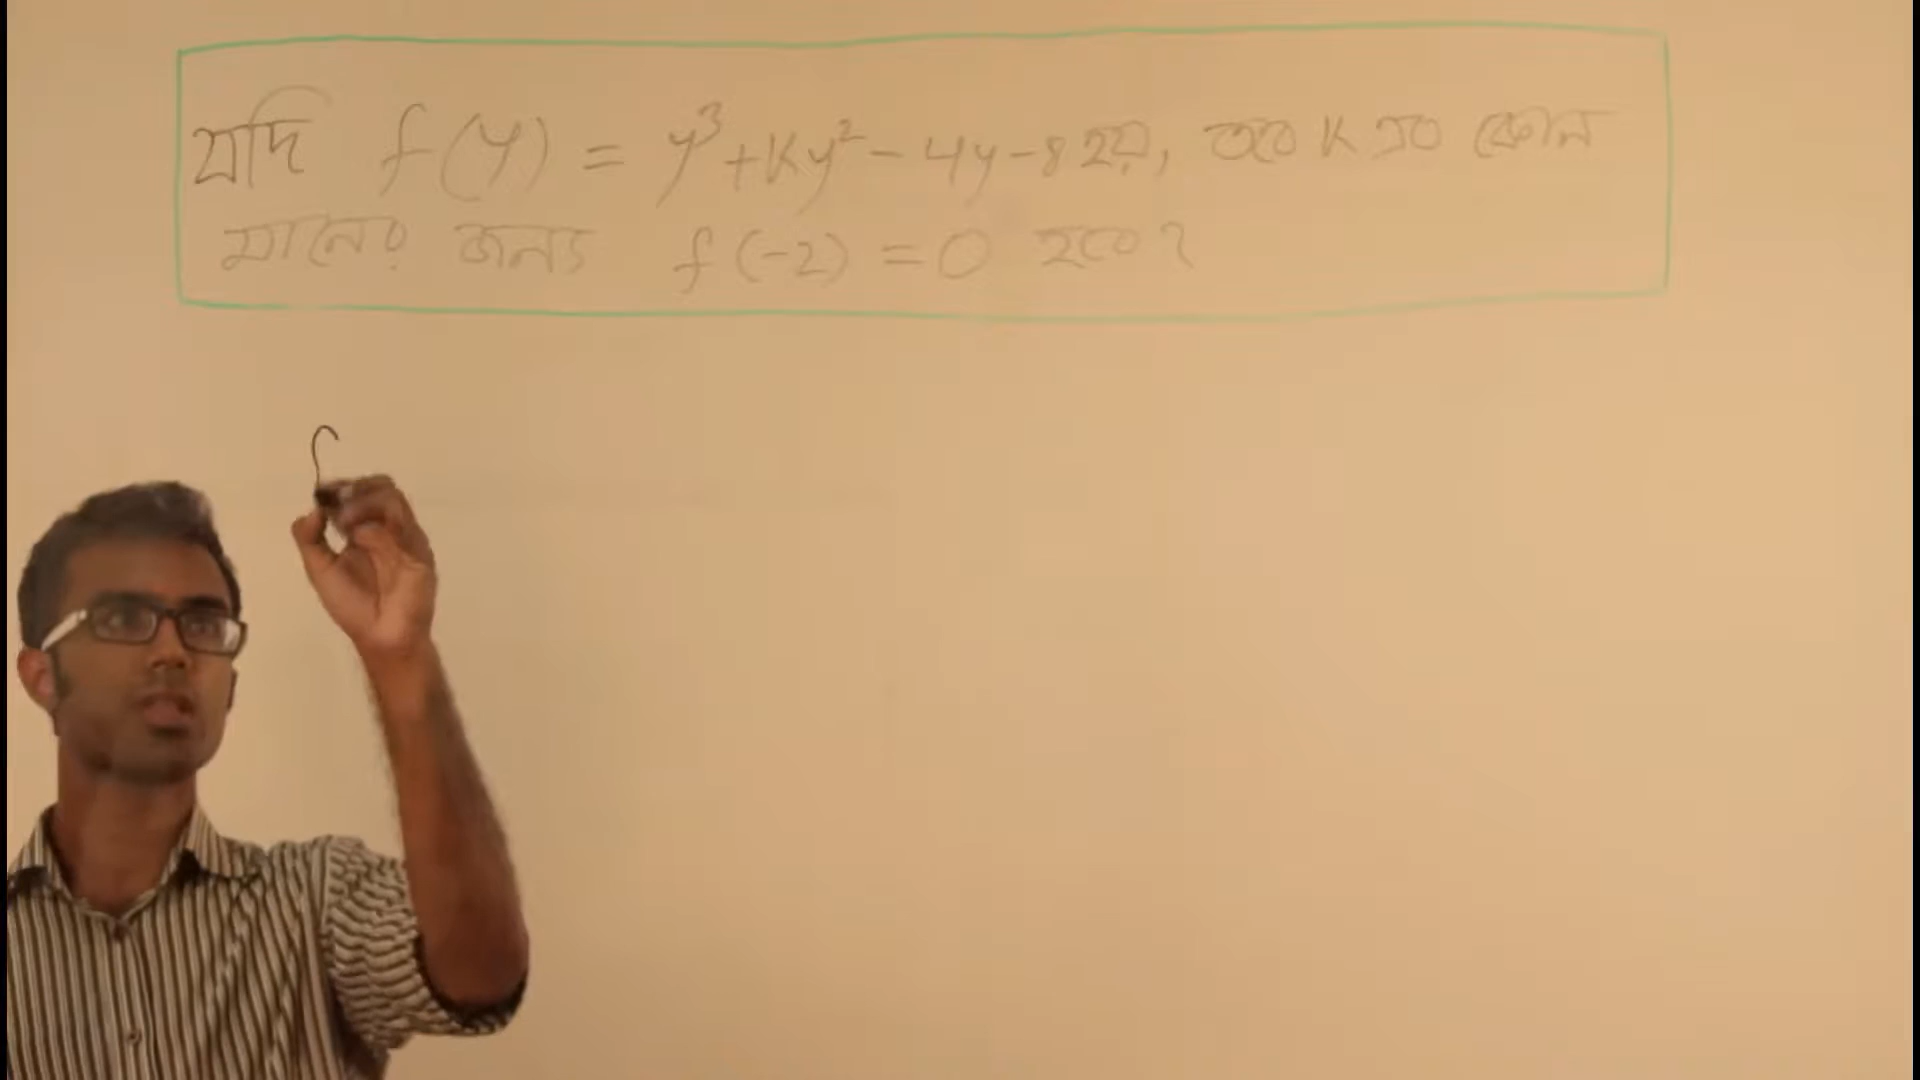 যদি f(y) = y³+Ky²-4y-8 হয়, তবে K এর কোন
মানের জন্য f(-2) = 0 হবে?
f